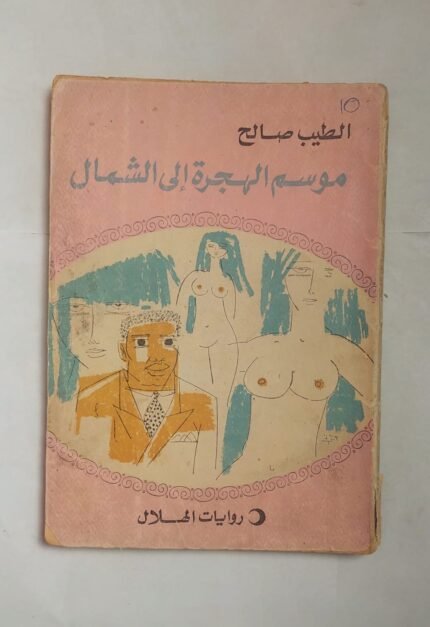 10
الطيب صالح
موسم الهجرة إلى الشمال
روايات الهلال